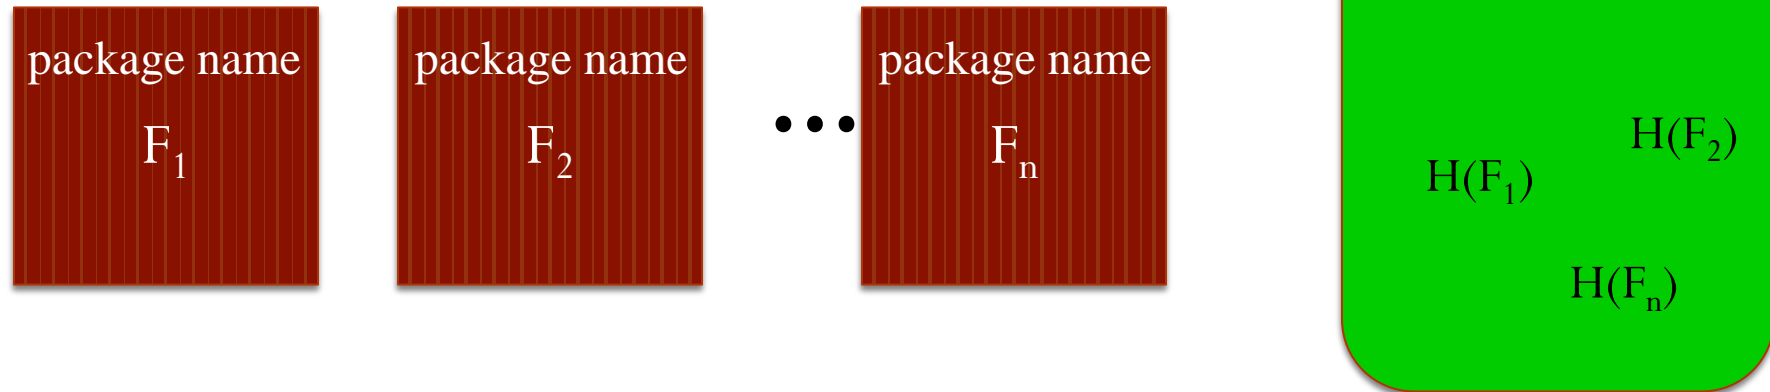 package name
F₁
package name
F₂
•••
package name
Fₙ
H(F₂)
H(F₁)
H(Fₙ)